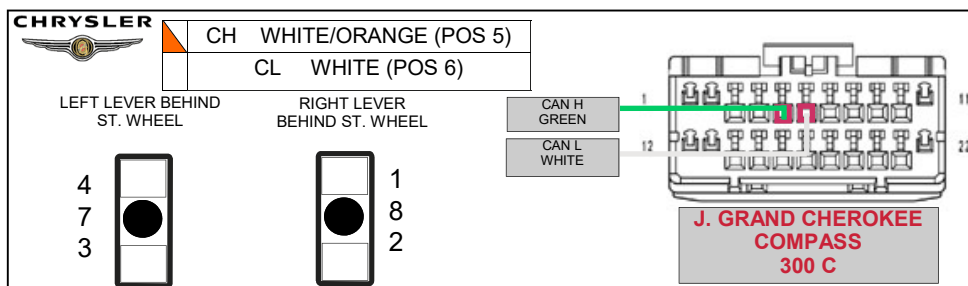 CHRYSLER
CH WHITE/ORANGE (POS 5)
CL WHITE (POS 6)
LEFT LEVER BEHIND
ST. WHEEL
RIGHT LEVER
BEHIND ST. WHEEL
4
7
3
1
8
2
CAN H
GREEN
CAN L
WHITE
1
11
12
22
J. GRAND CHEROKEE
COMPASS
300 C